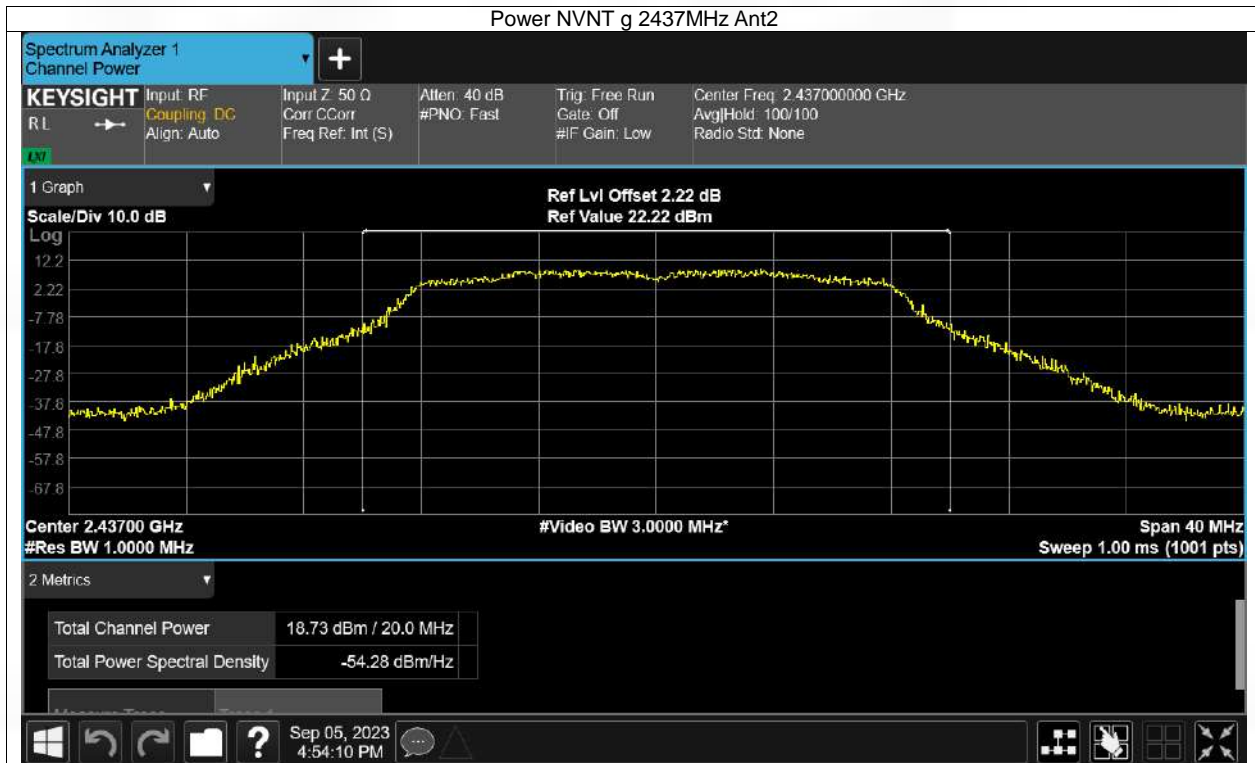 Power NVNT g 2437MHz Ant2
Spectrum Analyzer 1
Channel Power
KEYSIGHT
RL
LXI
Input: RF
Coupling: DC
Align: Auto
Input Z: 50 Ω
Corr CCorr
Freq Ref: Int (S)
Atten: 40 dB
#PNO: Fast
Trig: Free Run
Gate: Off
#IF Gain: Low
Center Freq: 2.437000000 GHz
Avg|Hold: 100/100
Radio Std: None
1 Graph
Scale/Div 10.0 dB
Ref Lvl Offset 2.22 dB
Ref Value 22.22 dBm
Log
12.2
2.22
-7.78
-17.8
-27.8
-37.8
-47.8
-57.8
-67.8
Center 2.43700 GHz
#Res BW 1.0000 MHz
#Video BW 3.0000 MHz*
Span 40 MHz
Sweep 1.00 ms (1001 pts)
2 Metrics
Total Channel Power 18.73 dBm / 20.0 MHz
Total Power Spectral Density -54.28 dBm/Hz
Sep 05, 2023
4:54:10 PM